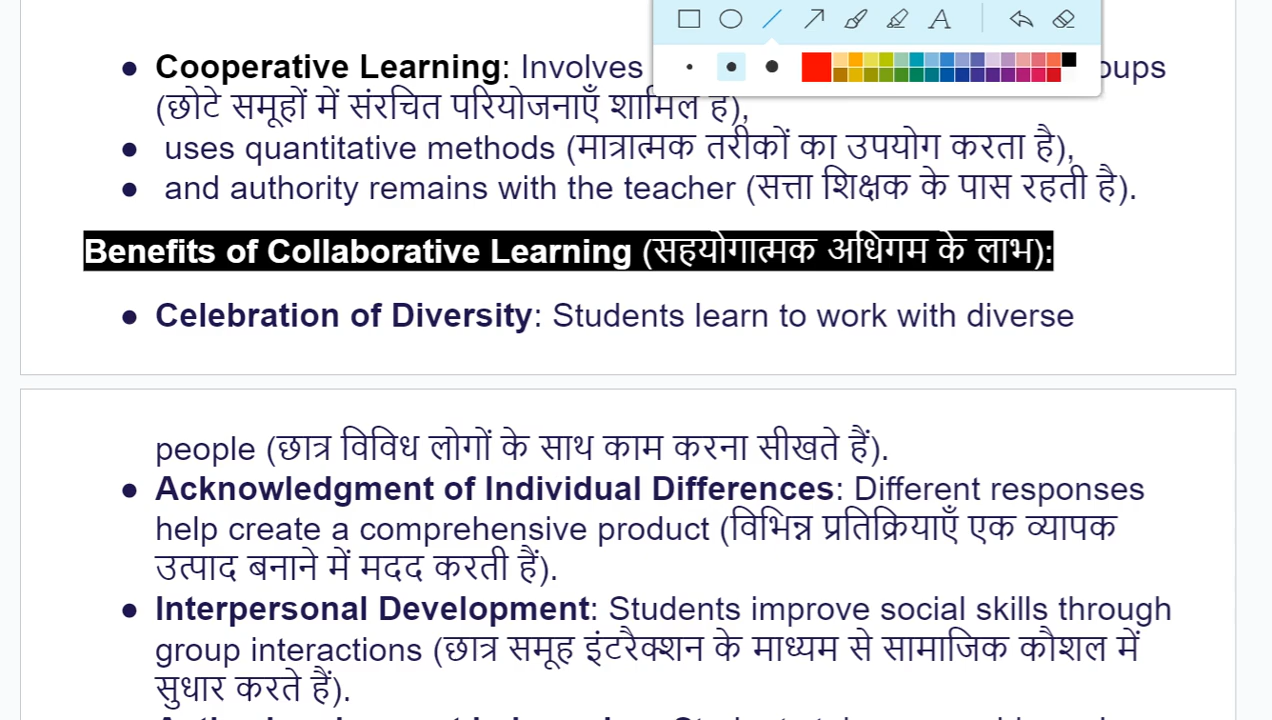 ● Cooperative Learning: Involves
(छोटे समूहों में संरचित परियोजनाएँ शामिल हैं),
● uses quantitative methods (मात्रात्मक तरीकों का उपयोग करता है),
● and authority remains with the teacher (सत्ता शिक्षक के पास रहती है).
Benefits of Collaborative Learning (सहयोगात्मक अधिगम के लाभ):
● Celebration of Diversity: Students learn to work with diverse
people (छात्र विविध लोगों के साथ काम करना सीखते हैं).
● Acknowledgment of Individual Differences: Different responses
help create a comprehensive product (विभिन्न प्रतिक्रियाएँ एक व्यापक
उत्पाद बनाने में मदद करती हैं).
● Interpersonal Development: Students improve social skills through
group interactions (छात्र समूह इंटरैक्शन के माध्यम से सामाजिक कौशल में
सुधार करते हैं).